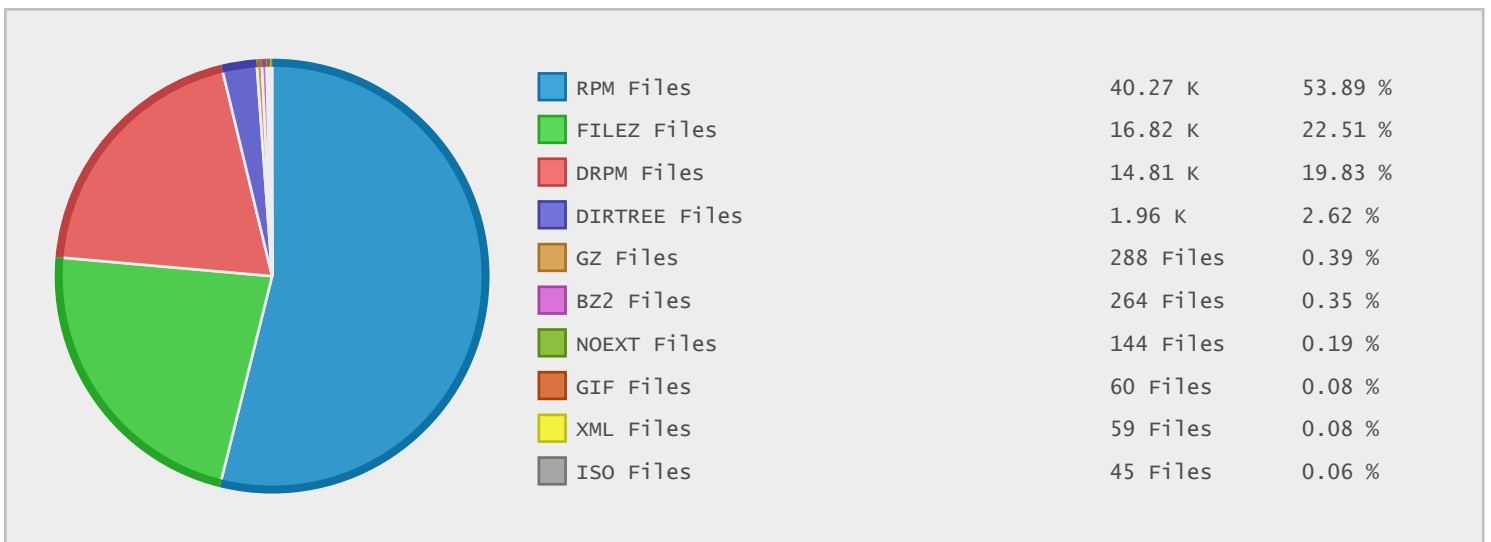 RPM Files 40.27 K 53.89 %
FILEZ Files 16.82 K 22.51 %
DRPM Files 14.81 K 19.83 %
DIRTREE Files 1.96 K 2.62 %
GZ Files 288 Files 0.39 %
BZ2 Files 264 Files 0.35 %
NOEXT Files 144 Files 0.19 %
GIF Files 60 Files 0.08 %
XML Files 59 Files 0.08 %
ISO Files 45 Files 0.06 %